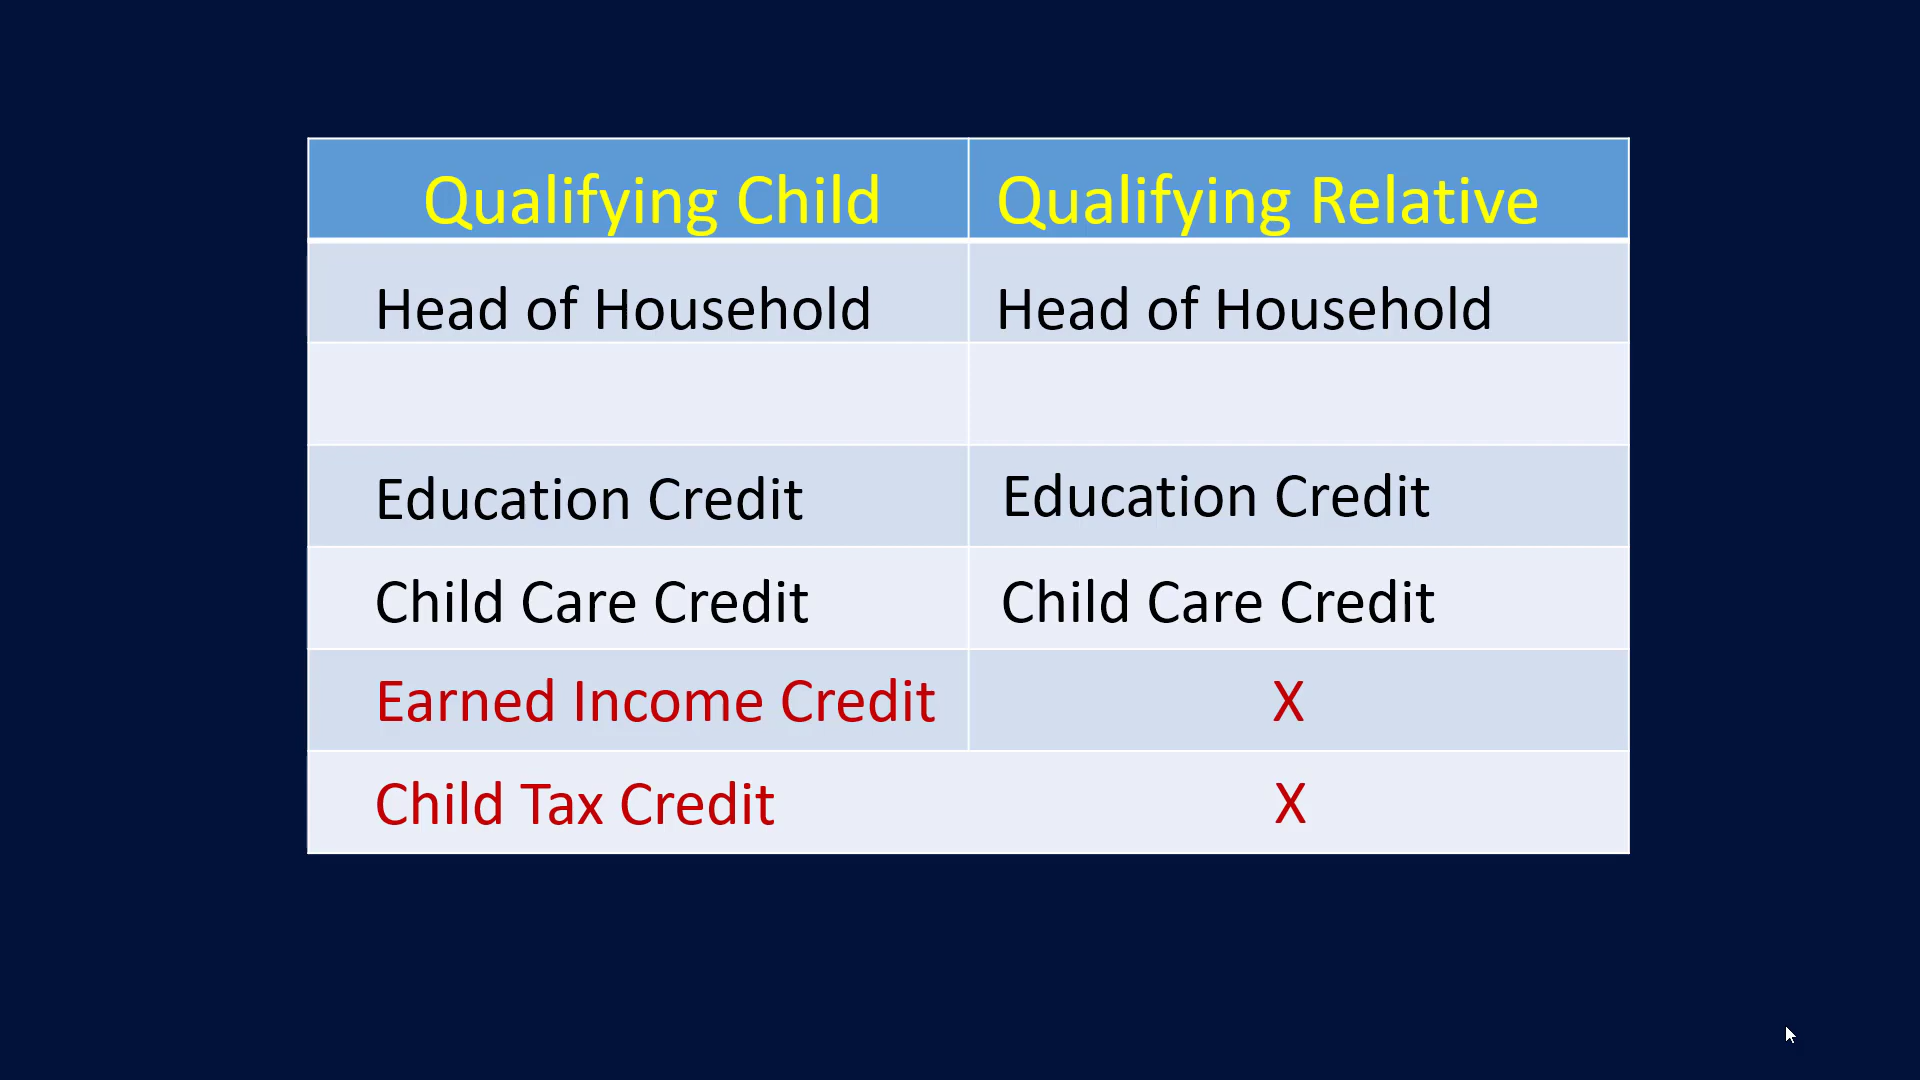 Qualifying Child Qualifying Relative
Head of Household Head of Household
Education Credit Education Credit
Child Care Credit Child Care Credit
Earned Income Credit X
Child Tax Credit X